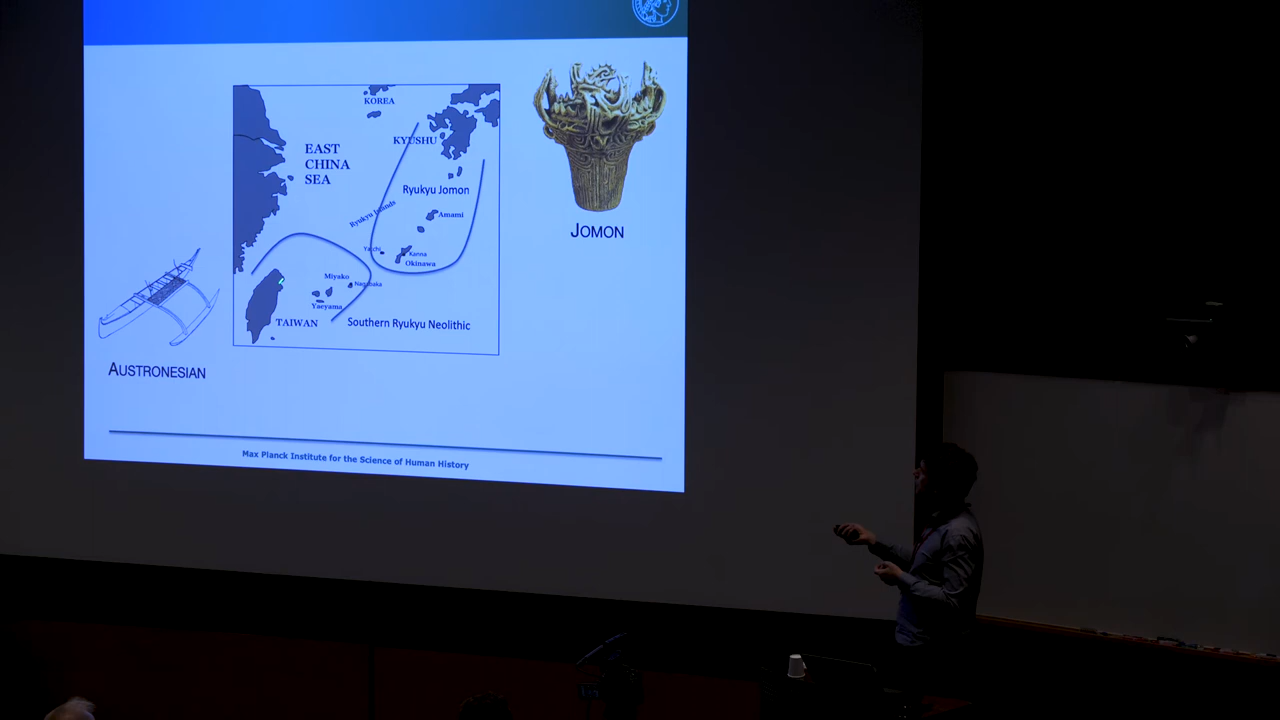 KOREA
KYUSHU
EAST
CHINA
SEA
Ryukyu Jomon
Ryukyu Islands
Amami
Kanna
Okinawa
Miyako
Yaeyama
TAIWAN
Southern Ryukyu Neolithic
JOMON
AUSTRONESIAN
Max Planck Institute for the Science of Human History